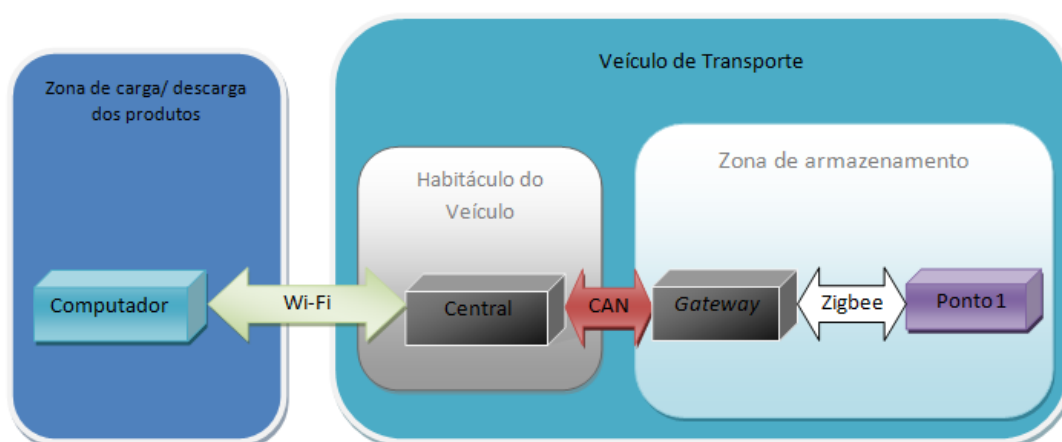 Zona de carga/ descarga
dos produtos
Veículo de Transporte
Habitáculo do
Veículo
Zona de armazenamento
Computador
Wi-Fi
Central
CAN
Gateway
Zigbee
Ponto 1